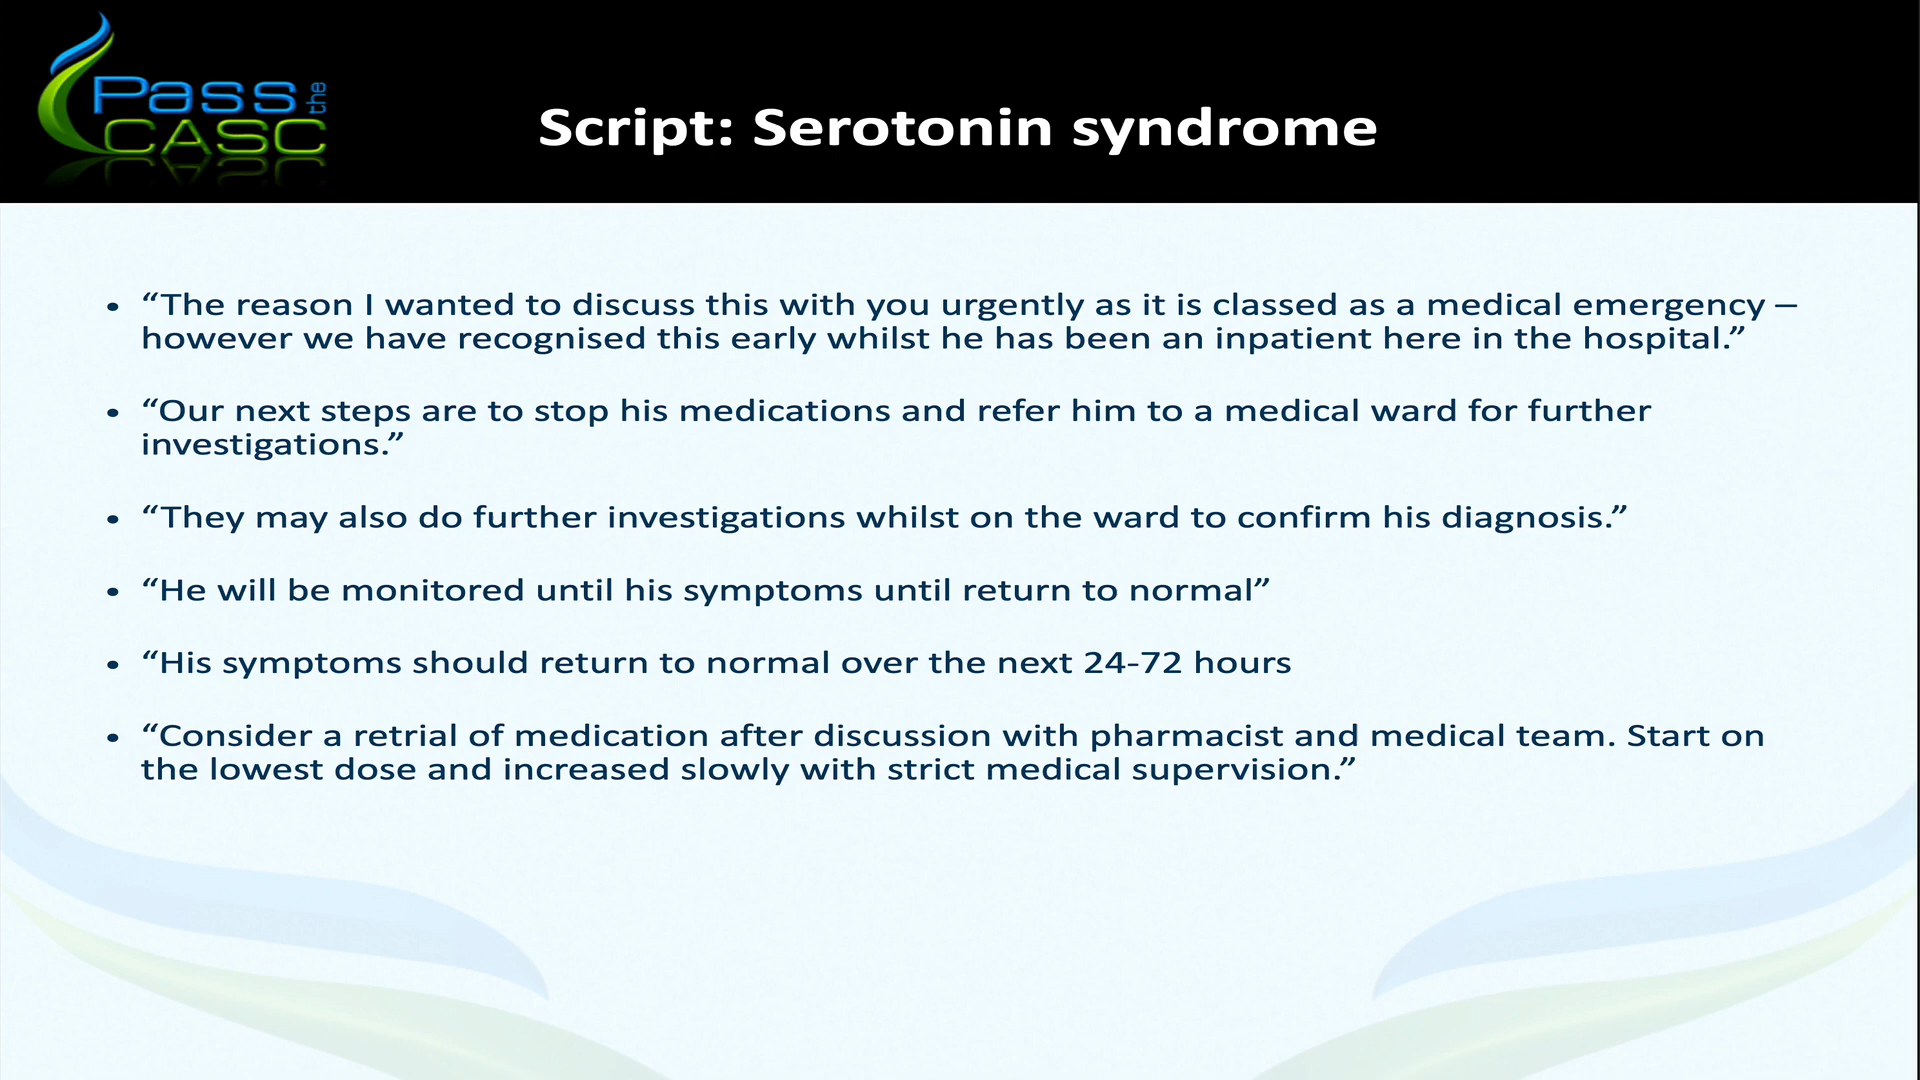 Pass the
CASC
Script: Serotonin syndrome
• “The reason I wanted to discuss this with you urgently as it is classed as a medical emergency –
however we have recognised this early whilst he has been an inpatient here in the hospital.”
• “Our next steps are to stop his medications and refer him to a medical ward for further
investigations.”
• “They may also do further investigations whilst on the ward to confirm his diagnosis.”
• “He will be monitored until his symptoms until return to normal”
• “His symptoms should return to normal over the next 24-72 hours
• “Consider a retrial of medication after discussion with pharmacist and medical team. Start on
the lowest dose and increased slowly with strict medical supervision.”